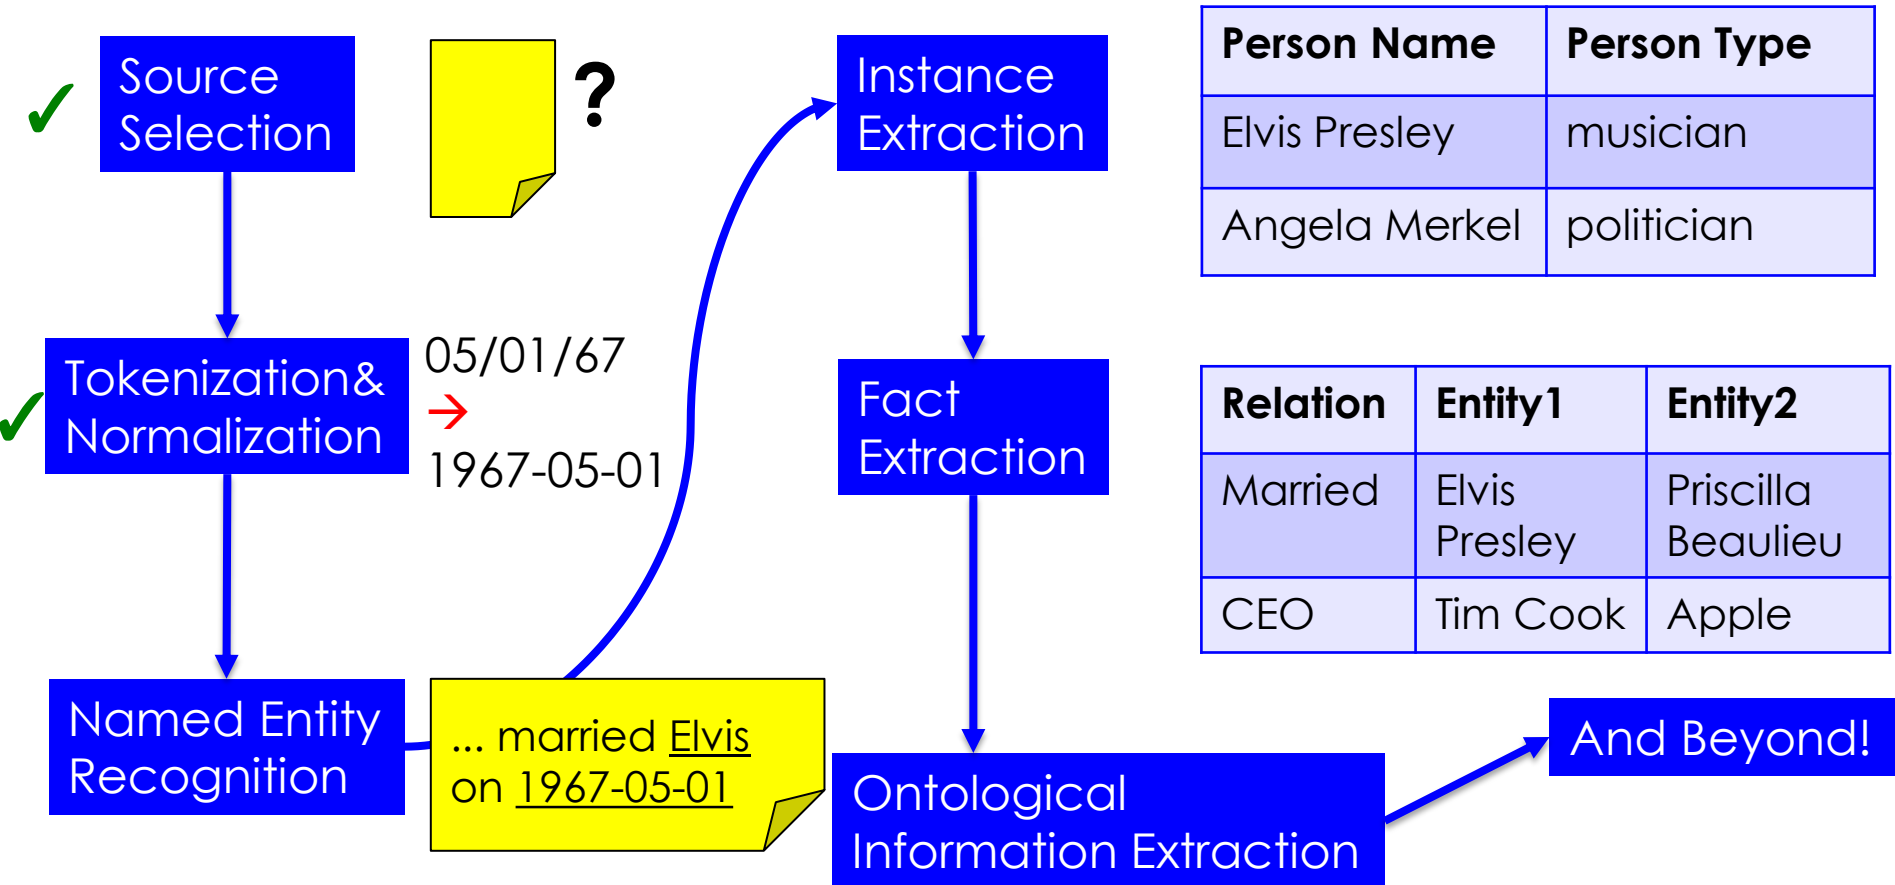 ✓
Source
Selection
?
✓
Tokenization&
Normalization
05/01/67
→
1967-05-01
Named Entity
Recognition
... married Elvis
on 1967-05-01
Instance
Extraction
Person Name Person Type
Elvis Presley musician
Angela Merkel politician
Fact
Extraction
Relation Entity1 Entity2
Married Elvis Priscilla
Presley Beaulieu
CEO Tim Cook Apple
Ontological
Information Extraction
And Beyond!